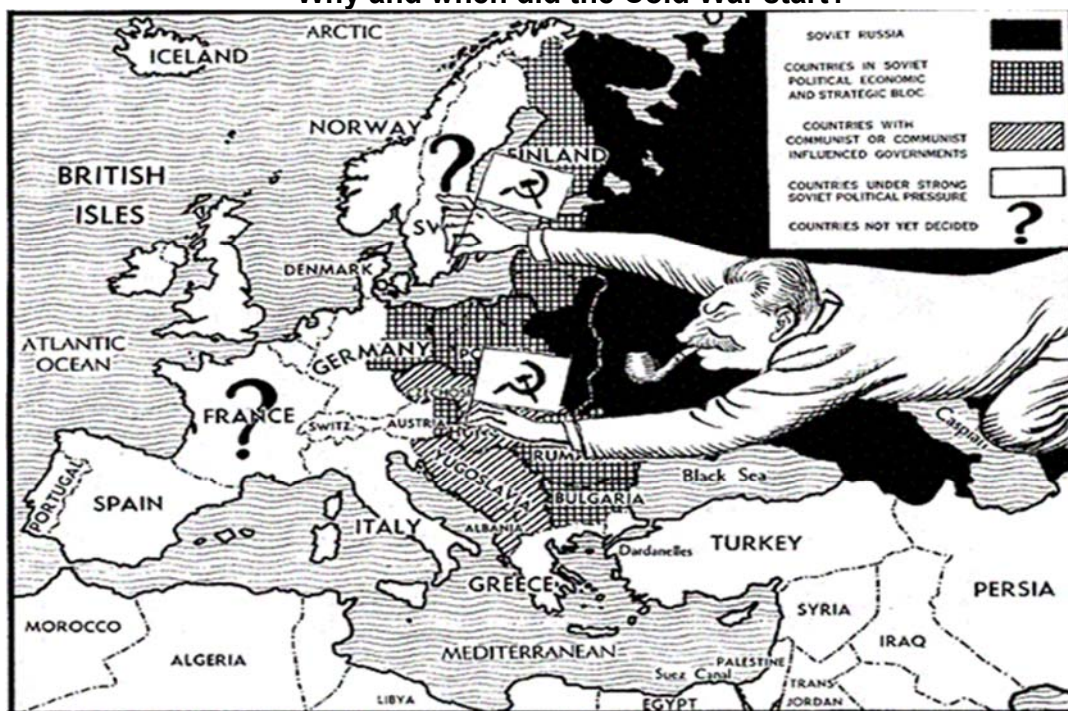 Why and when did the Cold War start?
ARCTIC
ICELAND
SOVIET RUSSIA
COUNTRIES IN SOVIET
POLITICAL ECONOMIC
AND STRATEGIC BLOC
COUNTRIES WITH
COMMUNIST OR COMMUNIST
INFLUENCED GOVERNMENTS
COUNTRIES UNDER STRONG
SOVIET POLITICAL PRESSURE
COUNTRIES NOT YET DECIDED ?
NORWAY
?
FINLAND
BRITISH
ISLES
SW
DENMARK
ATLANTIC
OCEAN
GERMANY
PO
FRANCE
?
SWITZ.
AUSTRIA
RUM
YUGOSLAVIA
Caspian
Black Sea
BULGARIA
PORTUGAL
SPAIN
ITALY
ALBANIA
Dardanelles
TURKEY
GREECE
PERSIA
SYRIA
MOROCCO
IRAQ
ALGERIA
MEDITERRANEAN
PALESTINE
Suez Canal
TRANS
JORDAN
LIBYA
EGYPT